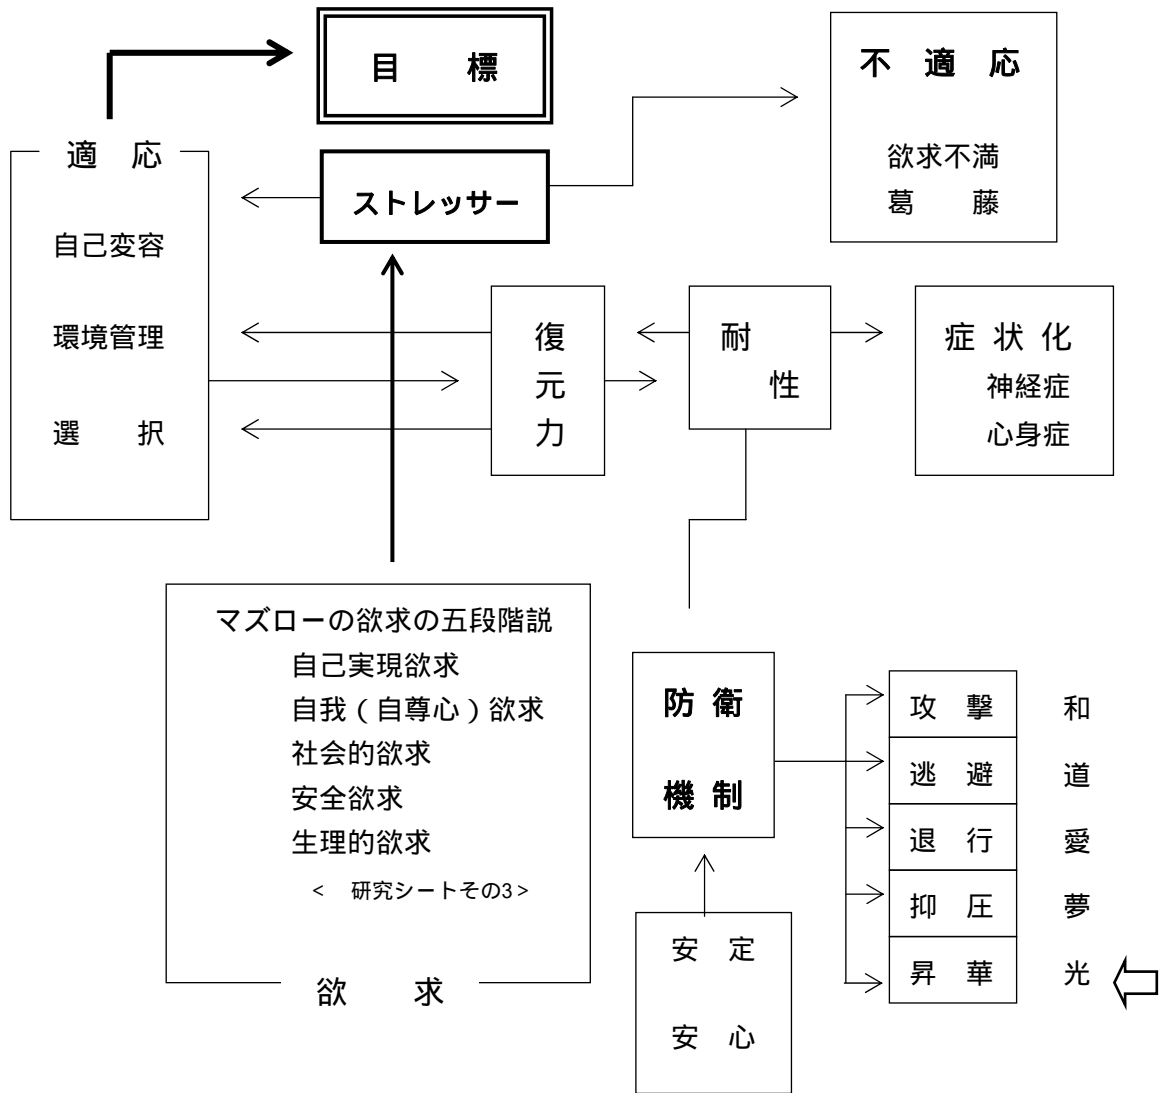 目　標
不　適　応
欲求不満
葛　　藤
適　応
自己変容
環境管理
選　　択
ストレッサー
復
元
力
耐
性
症 状 化
神経症
心身症
マズローの欲求の五段階説
自己実現欲求
自我（自尊心）欲求
社会的欲求
安全欲求
生理的欲求
<　研究シートその3>
欲　　求
防 衛
機 制
安　定
安　心
攻　撃　和
逃　避　道
退　行　愛
抑　圧　夢
昇　華　光